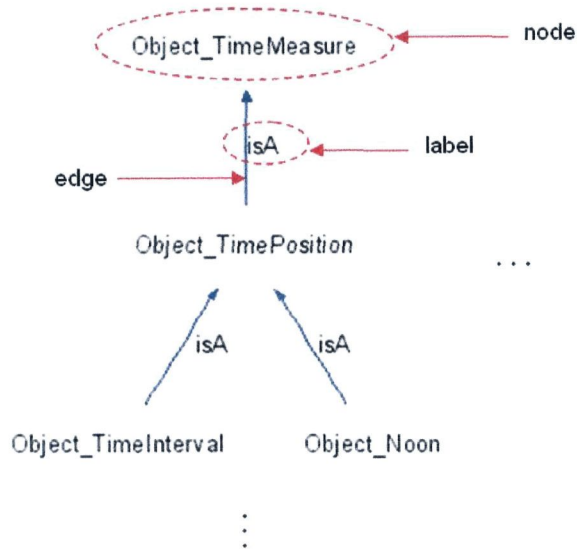 Object_TimeMeasure
node
isA
label
edge
Object_TimePosition
...
isA
isA
Object_TimeInterval
Object_Noon